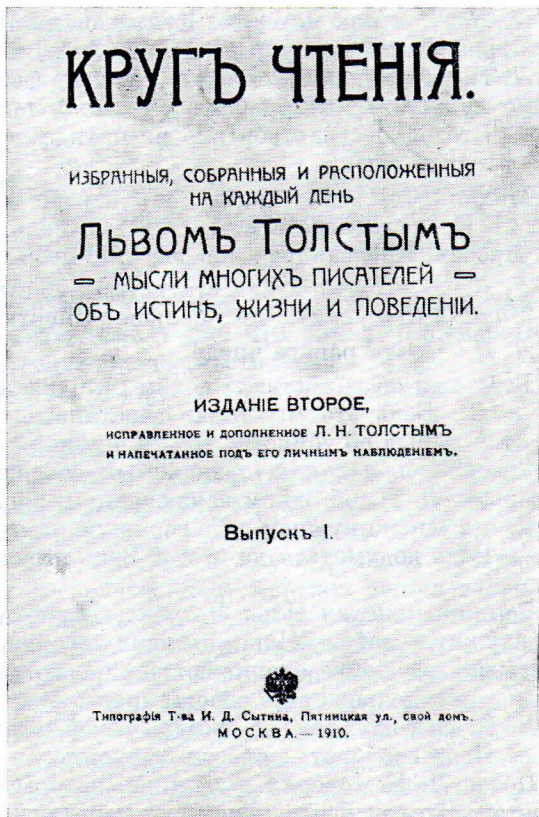 КРУГЪ ЧТЕНІЯ.
ИЗБРАННЫЯ, СОБРАННЫЯ И РАСПОЛОЖЕННЫЯ
НА КАЖДЫЙ ДЕНЬ
ЛЬВОМЪ ТОЛСТЫМЪ
МЫСЛИ МНОГИХЪ ПИСАТЕЛЕЙ
ОБЪ ИСТИНѢ, ЖИЗНИ И ПОВЕДЕНІИ.
ИЗДАНІЕ ВТОРОЕ,
ИСПРАВЛЕННОЕ И ДОПОЛНЕННОЕ Л. Н. ТОЛСТЫМЪ
И НАПЕЧАТАННОЕ ПОДЪ ЕГО ЛИЧНЫМЪ НАБЛЮДЕНІЕМЪ.
Выпускъ I.
Типографія Т-ва И. Д. Сытина, Пятницкая ул., свой домъ.
МОСКВА.— 1910.